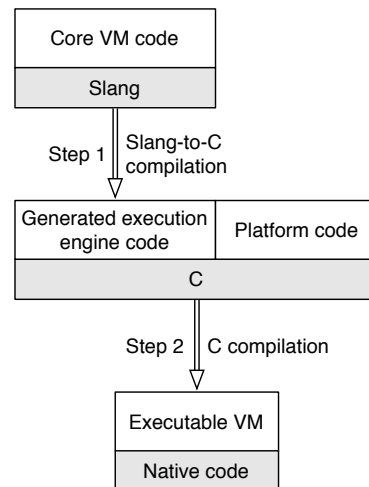 Core VM code
Slang
Step 1
Slang-to-C
compilation
Generated execution
engine code
Platform code
C
Step 2
C compilation
Executable VM
Native code